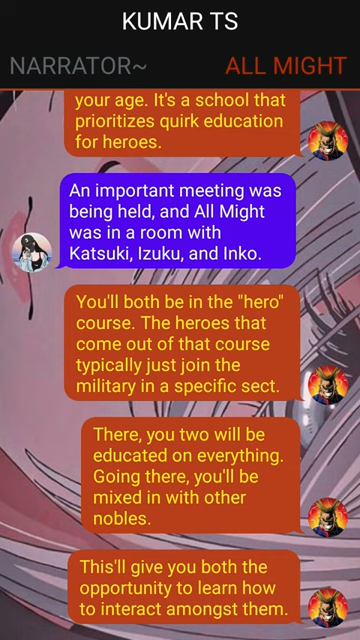 KUMAR TS
NARRATOR~
ALL MIGHT
your age. It's a school that
prioritizes quirk education
for heroes.
An important meeting was
being held, and All Might
was in a room with
Katsuki, Izuku, and Inko.
You'll both be in the "hero"
course. The heroes that
come out of that course
typically just join the
military in a specific sect.
There, you two will be
educated on everything.
Going there, you'll be
mixed in with other
nobles.
This'll give you both the
opportunity to learn how
to interact amongst them.